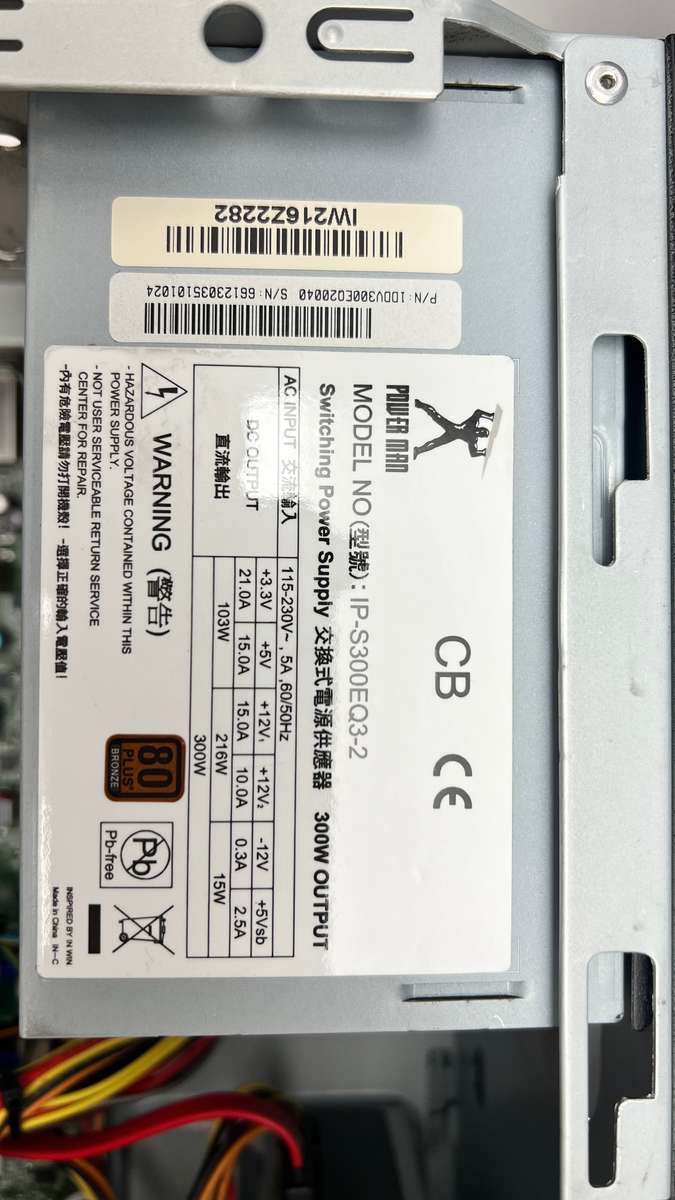 IW216Z2282
P/N:1DDV300EQ20040 S/N:661230351010​24
POWER MAN
CB CE
MODEL NO (型號): IP-S300EQ3-2
Switching Power Supply 交換式電源供應器 300W OUTPUT
AC INPUT 交流輸入 115-230V~, 5A ,60/50Hz
DC OUTPUT
直流輸出
+3.3V +5V +12V₁ +12V₂ -12V +5Vsb
21.0A 15.0A 15.0A 10.0A 0.3A 2.5A
103W 216W 15W
300W
WARNING (警告)
- HAZARDOUS VOLTAGE CONTAINED WITHIN THIS
POWER SUPPLY.
- NOT USER SERVICEABLE RETURN SERVICE
CENTER FOR REPAIR.
-內有危險電壓請勿打開機殼! -選擇正確的輸入電壓值!
80
PLUS
BRONZE
Pb
Pb-free
INSPIRED BY IN WIN
Made in China IN-C